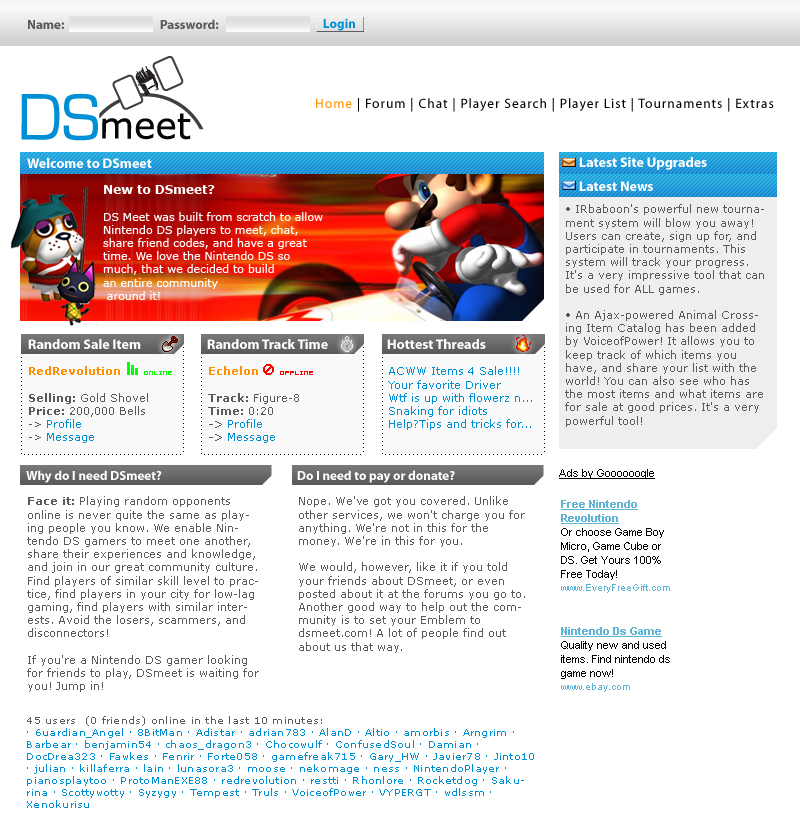 Name: Password: Login
DSmeet
Home | Forum | Chat | Player Search | Player List | Tournaments | Extras
Welcome to DSmeet
New to DSmeet?
DS Meet was built from scratch to allow
Nintendo DS players to meet, chat,
share friend codes, and have a great
time. We love the Nintendo DS so
much, that we decided to build
an entire community
around it!
Latest Site Upgrades
Latest News
• IRbaboon's powerful new tourna-
ment system will blow you away!
Users can create, sign up for, and
participate in tournaments. This
system will track your progress.
It's a very impressive tool that can
be used for ALL games.
• An Ajax-powered Animal Cross-
ing Item Catalog has been added
by VoiceofPower! It allows you to
keep track of which items you
have, and share your list with the
world! You can also see who has
the most items and what items are
for sale at good prices. It's a very
powerful tool!
Random Sale Item
RedRevolution ONLINE
Selling: Gold Shovel
Price: 200,000 Bells
-> Profile
-> Message
Random Track Time
Echelon OFFLINE
Track: Figure-8
Time: 0:20
-> Profile
-> Message
Hottest Threads
ACWW Items 4 Sale!!!!
Your favorite Driver
Wtf is up with flowerz n...
Snaking for idiots
Help?Tips and tricks for...
Why do I need DSmeet?
Face it: Playing random opponents
online is never quite the same as play-
ing people you know. We enable Nin-
tendo DS gamers to meet one another,
share their experiences and knowledge,
and join in our great community culture.
Find players of similar skill level to prac-
tice, find players in your city for low-lag
gaming, find players with similar inter-
ests. Avoid the losers, scammers, and
disconnectors!
If you're a Nintendo DS gamer looking
for friends to play, DSmeet is waiting for
you! Jump in!
Do I need to pay or donate?
Nope. We've got you covered. Unlike
other services, we won't charge you for
anything. We're not in this for the
money. We're in this for you.
We would, however, like it if you told
your friends about DSmeet, or even
posted about it at the forums you go to.
Another good way to help out the com-
munity is to set your Emblem to
dsmeet.com! A lot of people find out
about us that way.
Ads by Goooooogle
Free Nintendo
Revolution
Or choose Game Boy
Micro, Game Cube or
DS. Get Yours 100%
Free Today!
www.EveryFreeGift.com
Nintendo Ds Game
Quality new and used
items. Find nintendo ds
game now!
www.ebay.com
45 users (0 friends) online in the last 10 minutes:
· 6uardian_Angel · 8BitMan · Adistar · adrian783 · AlanD · Altio · amorbis · Arngrim ·
Barbear · benjamin54 · chaos_dragon3 · Chocowulf · ConfusedSoul · Damian ·
DocDrea323 · Fawkes · Fenrir · Forte058 · gamefreak715 · Gary_HW · Javier78 · Jinto10
· julian · killaferra · lain · lunasora3 · moose · nekomage · ness · NintendoPlayer ·
pianosplaytoo · ProtoManEXE88 · redrevolution · restti · Rhonlore · Rocketdog · Saku-
rina · Scottywotty · Syzygy · Tempest · Truls · VoiceofPower · VYPERGT · wdlssm ·
Xenokurisu